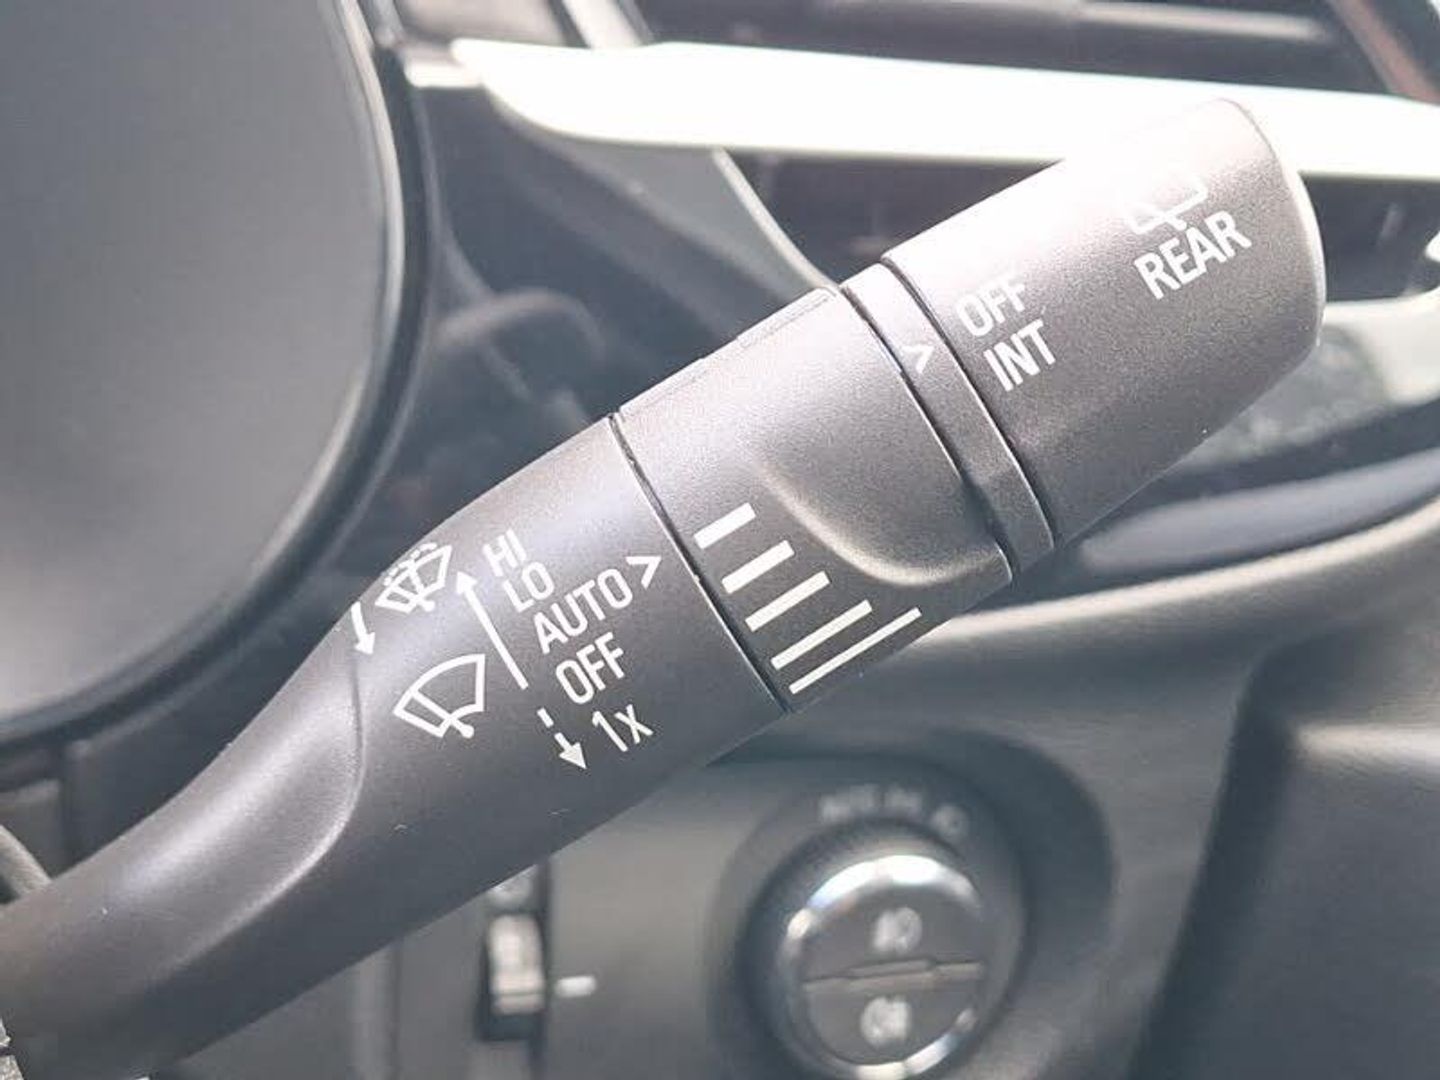 REAR
OFF
INT
HI
LO
AUTO >
OFF
1x